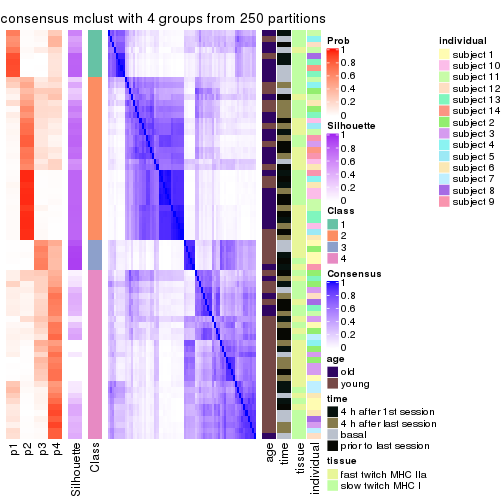 consensus mclust with 4 groups from 250 partitions
Prob
1
0.8
0.6
0.4
0.2
0
Silhouette
1
0.8
0.6
0.4
0.2
0
Class
1
2
3
4
Consensus
1
0.8
0.6
0.4
0.2
0
age
old
young
time
4 h after 1st session
4 h after last session
basal
prior to last session
tissue
fast twitch MHC IIa
slow twitch MHC I
individual
subject 1
subject 10
subject 11
subject 12
subject 13
subject 14
subject 2
subject 3
subject 4
subject 5
subject 6
subject 7
subject 8
subject 9
p1
p2
p3
p4
Silhouette
Class
age
time
tissue
individual